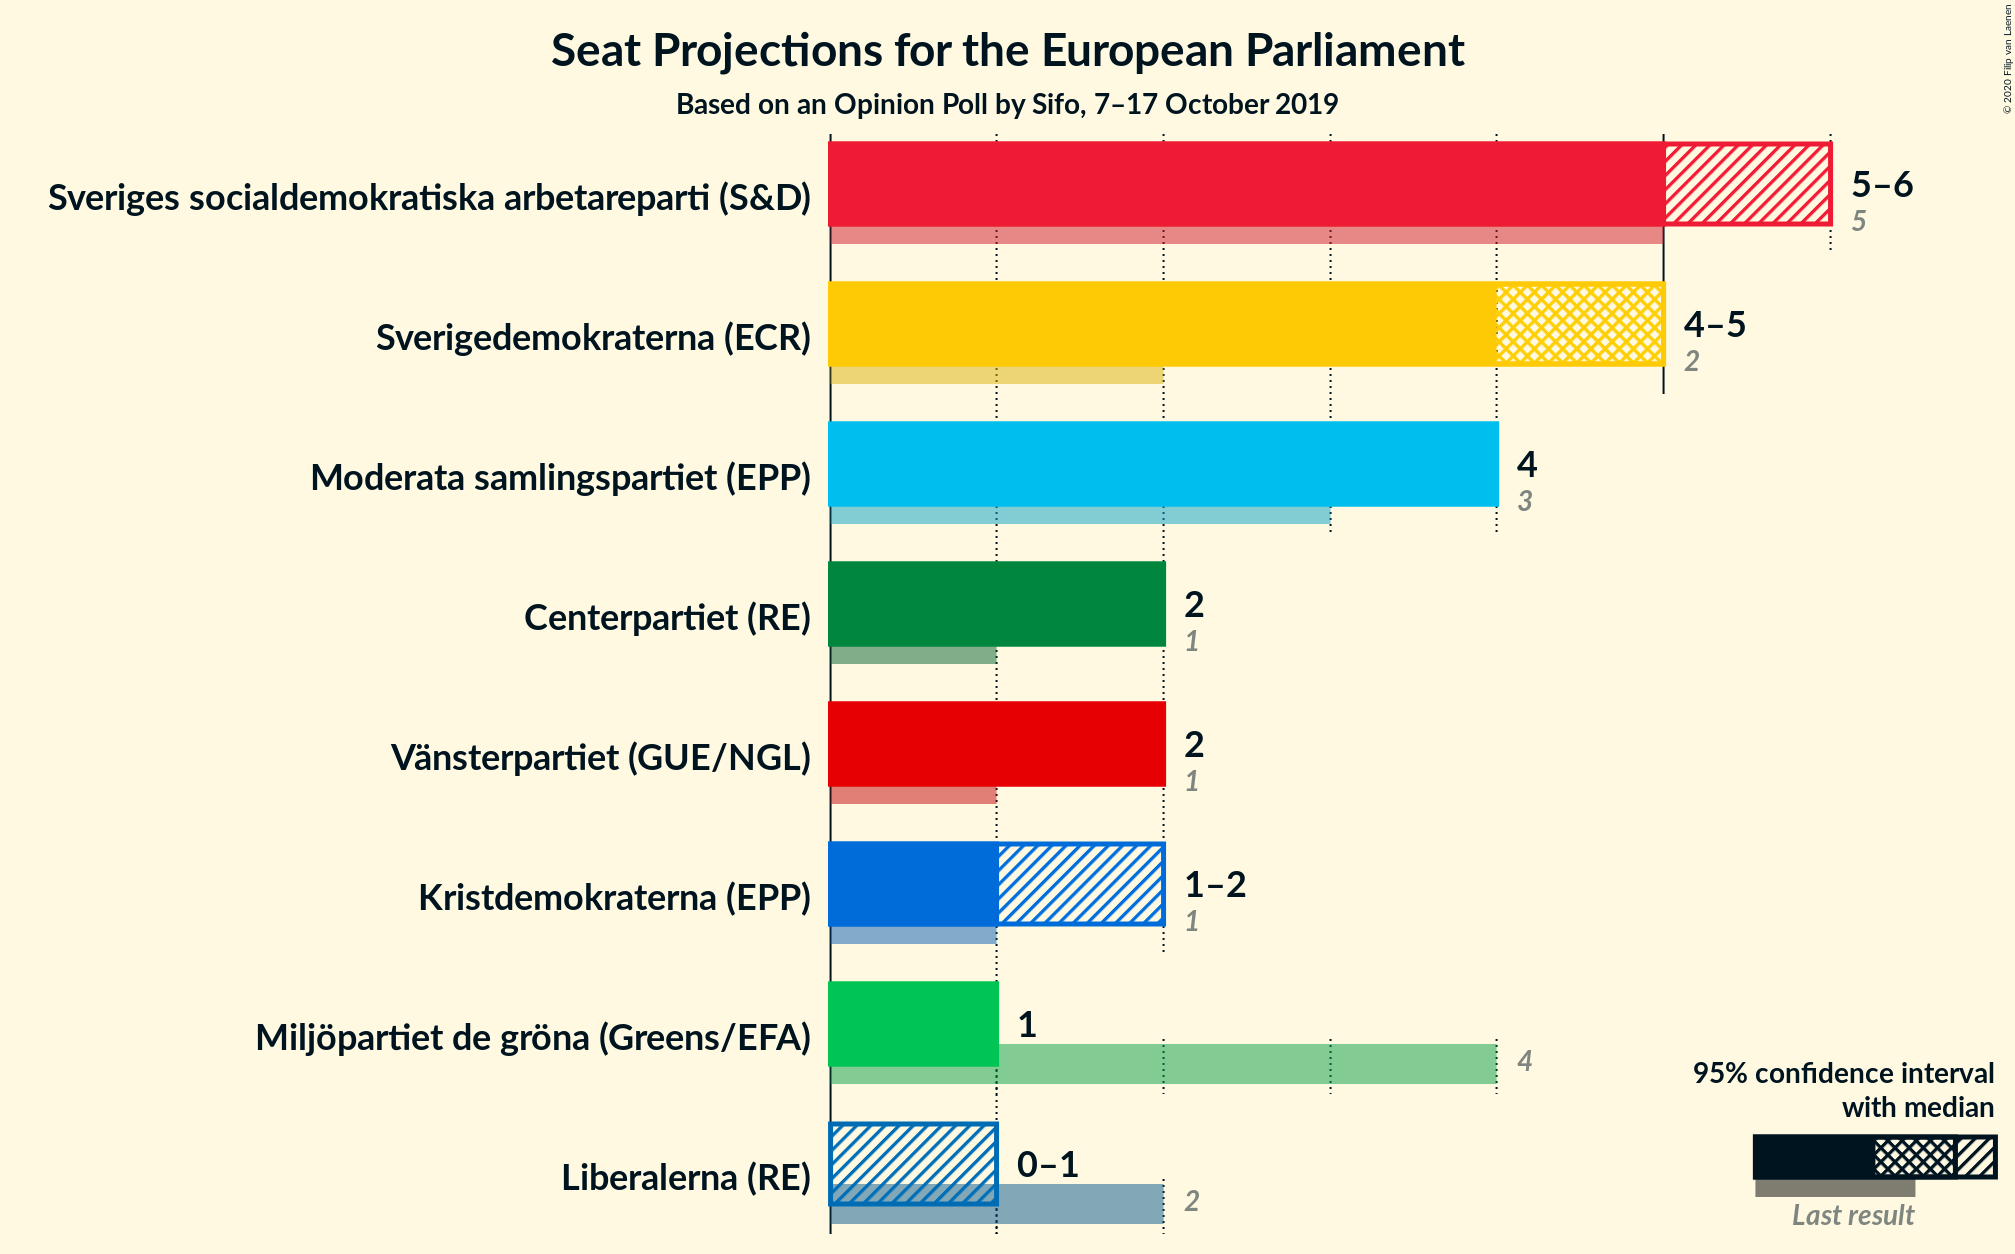 Seat Projections for the European Parliament
Based on an Opinion Poll by Sifo, 7–17 October 2019
© 2020 Filip van Laenen
Sveriges socialdemokratiska arbetareparti (S&D)
5–6
5
Sverigedemokraterna (ECR)
4–5
2
Moderata samlingspartiet (EPP)
4
3
Centerpartiet (RE)
2
1
Vänsterpartiet (GUE/NGL)
2
1
Kristdemokraterna (EPP)
1–2
1
Miljöpartiet de gröna (Greens/EFA)
1
4
Liberalerna (RE)
0–1
2
95% confidence interval
with median
Last result